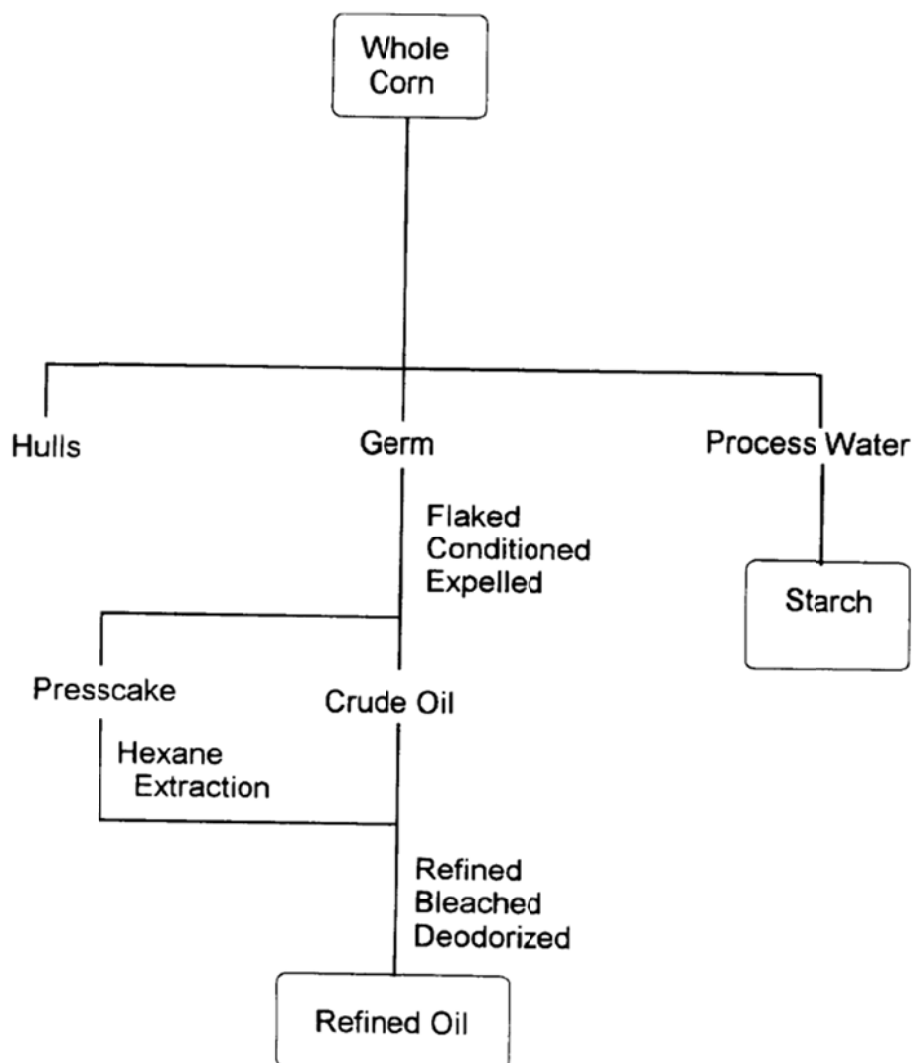 Whole
Corn
Hulls
Germ
Process Water
Flaked
Conditioned
Expelled
Starch
Presscake
Crude Oil
Hexane
Extraction
Refined
Bleached
Deodorized
Refined Oil